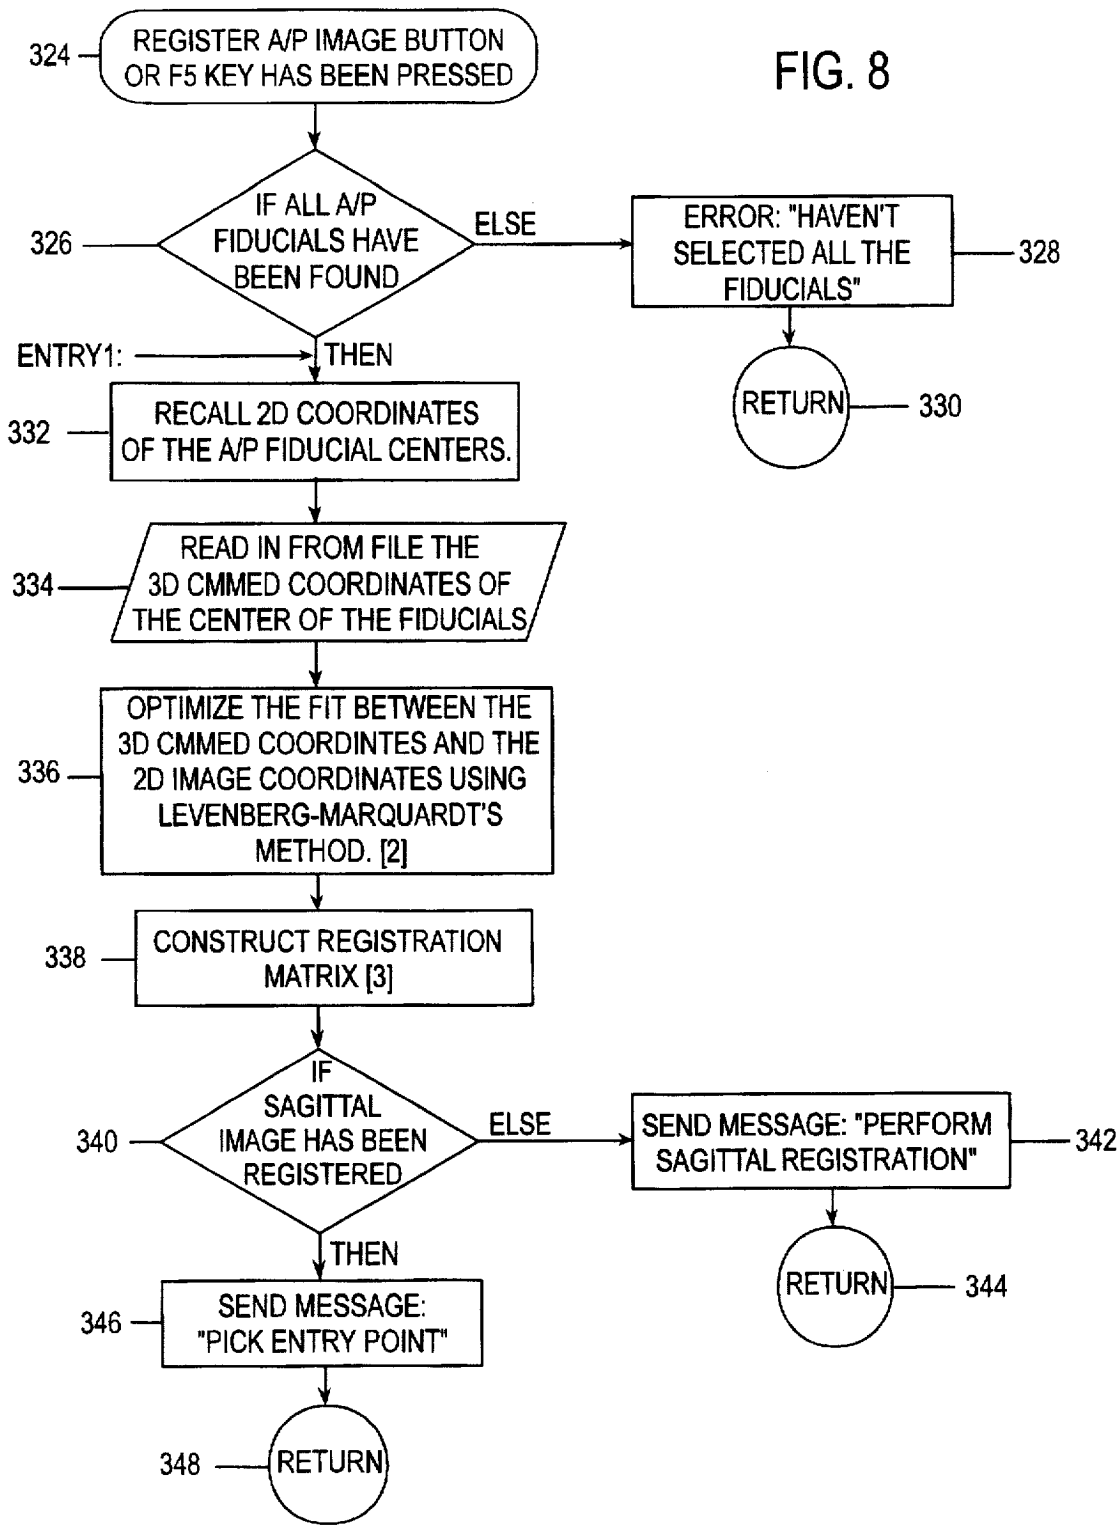 FIG. 8
324
REGISTER A/P IMAGE BUTTON
OR F5 KEY HAS BEEN PRESSED
326
IF ALL A/P
FIDUCIALS HAVE
BEEN FOUND
ELSE
ERROR: "HAVEN'T
SELECTED ALL THE
FIDUCIALS"
328
RETURN
330
ENTRY1:
THEN
332
RECALL 2D COORDINATES
OF THE A/P FIDUCIAL CENTERS.
334
READ IN FROM FILE THE
3D CMMED COORDINATES OF
THE CENTER OF THE FIDUCIALS
336
OPTIMIZE THE FIT BETWEEN THE
3D CMMED COORDINTES AND THE
2D IMAGE COORDINATES USING
LEVENBERG-MARQUARDT'S
METHOD. [2]
338
CONSTRUCT REGISTRATION
MATRIX [3]
340
IF
SAGITTAL
IMAGE HAS BEEN
REGISTERED
ELSE
SEND MESSAGE: "PERFORM
SAGITTAL REGISTRATION"
342
RETURN
344
THEN
346
SEND MESSAGE:
"PICK ENTRY POINT"
348
RETURN